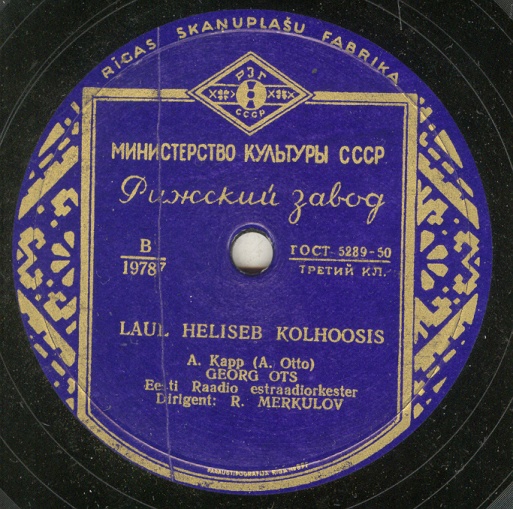 RĪGAS SKAŅUPLAŠU FABRIKA
РЗГ
СССР
МИНИСТЕРСТВО КУЛЬТУРЫ СССР
Рижский завод
В
19787
ГОСТ 5289-50
ТРЕТИЙ КЛ.
LAUL HELISEB KOLHOOSIS
A. Kapp (A. Otto)
GEORG OTS
Eesti Raadio estraadiorkester
Dirigent: R. MERKULOV